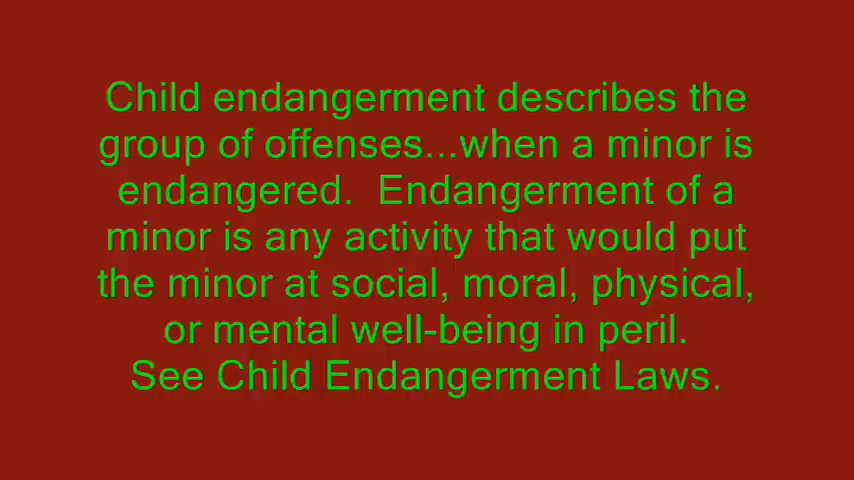 Child endangerment describes the
group of offenses...when a minor is
endangered.  Endangerment of a
minor is any activity that would put
the minor at social, moral, physical,
or mental well-being in peril.
See Child Endangerment Laws.